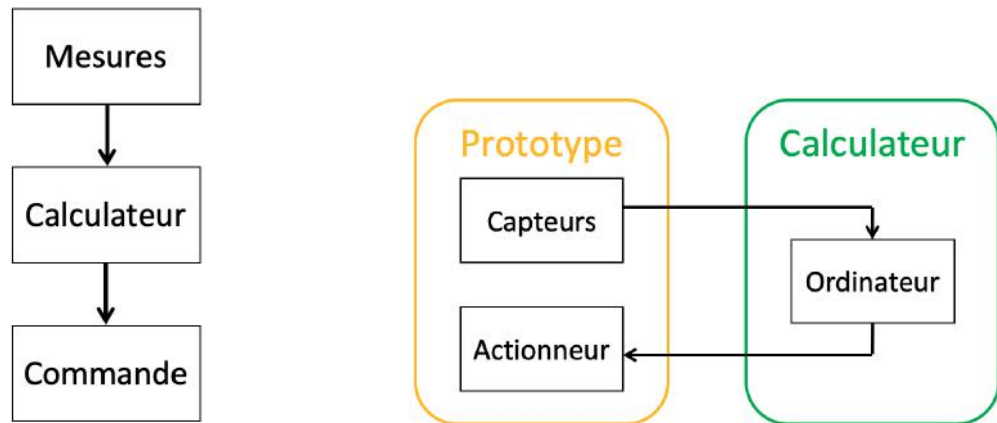 Mesures
Calculateur
Commande
Prototype
Capteurs
Actionneur
Calculateur
Ordinateur